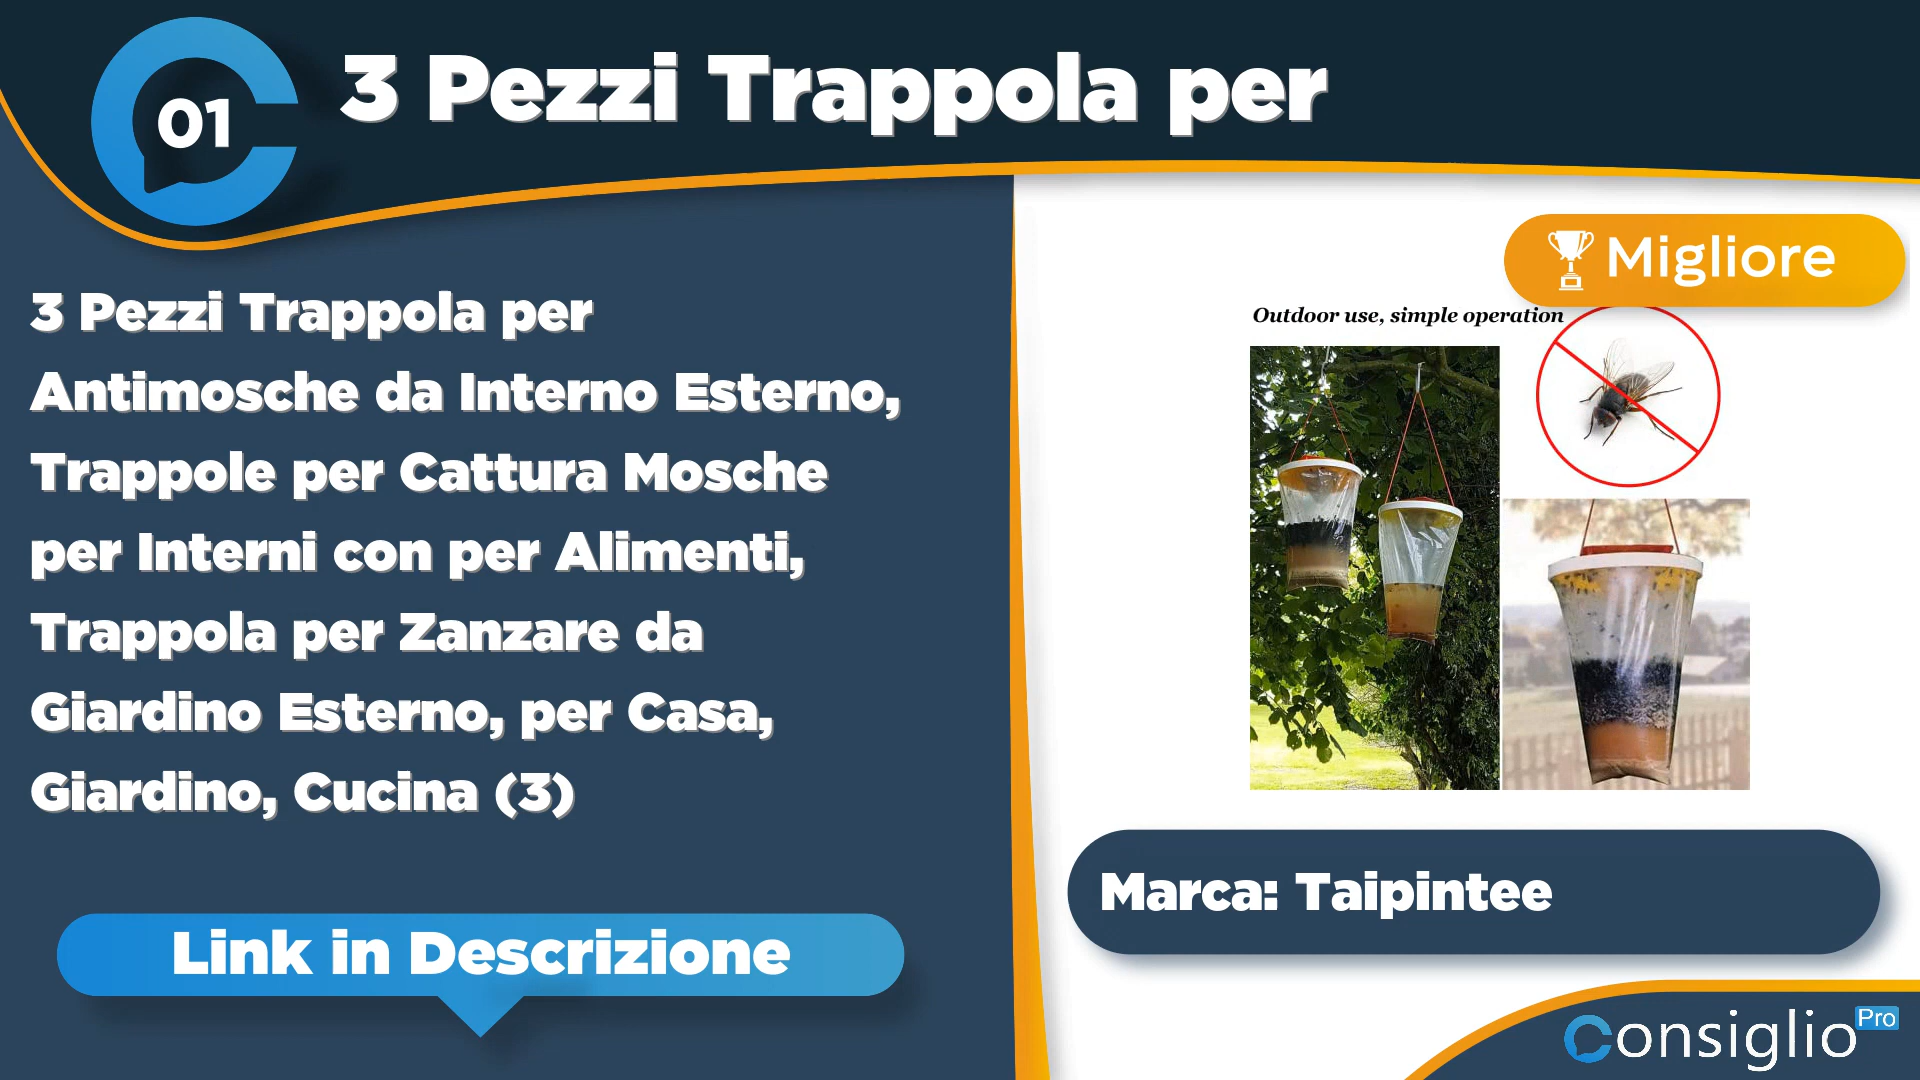 01
3 Pezzi Trappola per
Migliore
3 Pezzi Trappola per
Antimosche da Interno Esterno,
Trappole per Cattura Mosche
per Interni con per Alimenti,
Trappola per Zanzare da
Giardino Esterno, per Casa,
Giardino, Cucina (3)
Outdoor use, simple operation
Marca: Taipintee
Link in Descrizione
Consiglio Pro